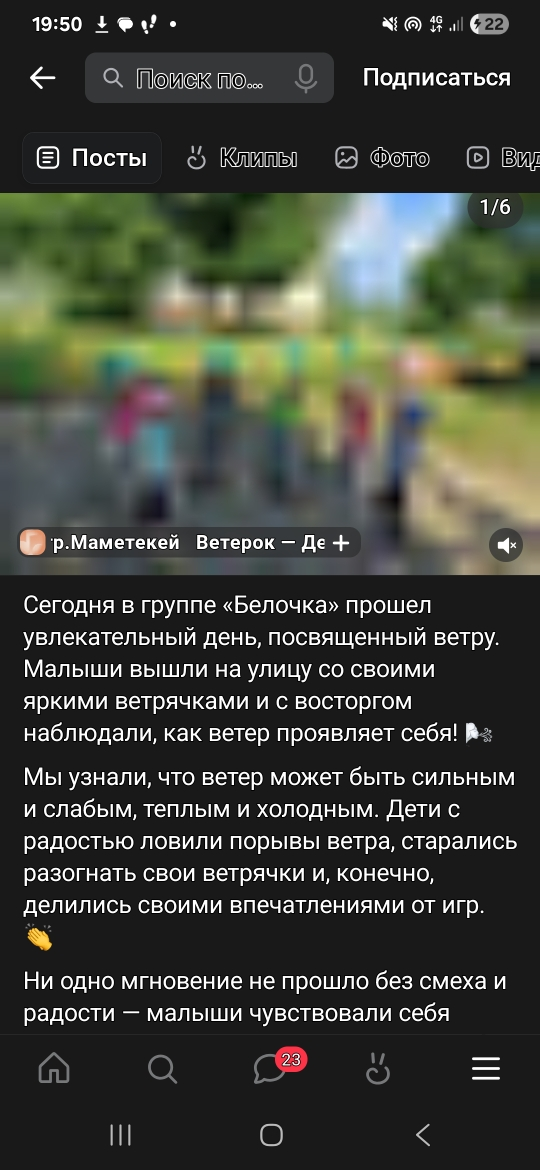 19:50
4G
22
Поиск по...
Подписаться
Посты
Клипы
Фото
Вид
1/6
р.Маметекей Ветерок — Де
Сегодня в группе «Белочка» прошел
увлекательный день, посвященный ветру.
Малыши вышли на улицу со своими
яркими ветрячками и с восторгом
наблюдали, как ветер проявляет себя! 🌬️
Мы узнали, что ветер может быть сильным
и слабым, теплым и холодным. Дети с
радостью ловили порывы ветра, старались
разогнать свои ветрячки и, конечно,
делились своими впечатлениями от игр.
👏
Ни одно мгновение не прошло без смеха и
радости — малыши чувствовали себя
23